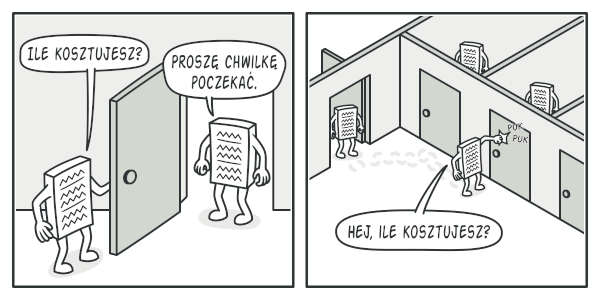 ILE KOSZTUJESZ?
PROSZĘ CHWILKĘ
POCZEKAĆ.
PUK
PUK
HEJ, ILE KOSZTUJESZ?